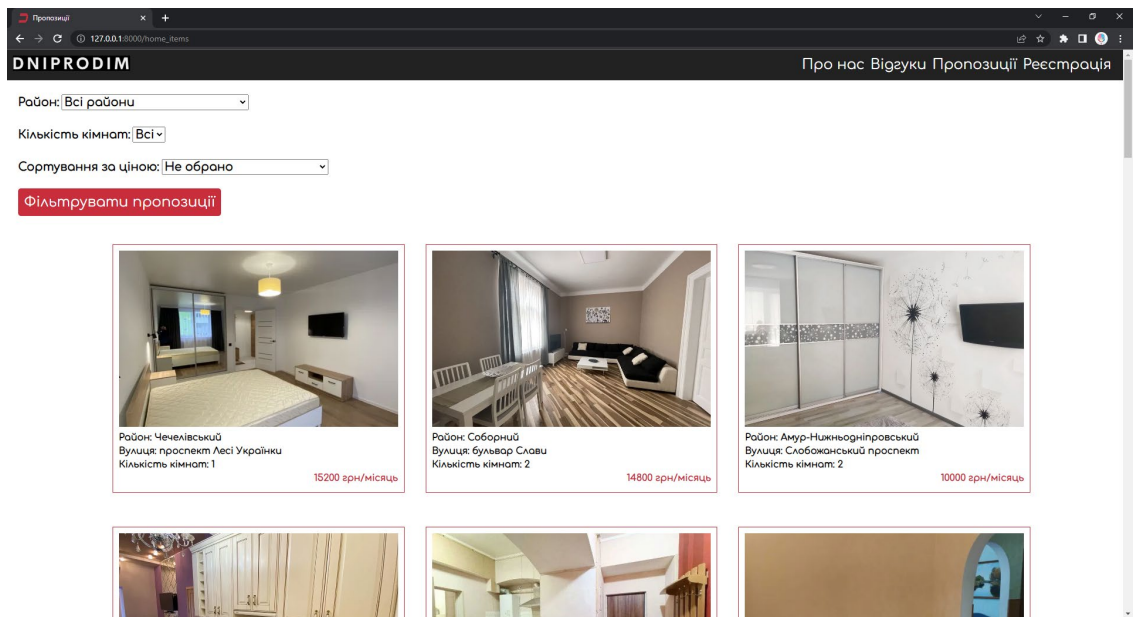 Пропозиції
127.0.0.1:8000/home_items
DNIPRODIM
Про нас Відгуки Пропозиції Реєстрація
Район: Всі райони
Кількість кімнат: Всі
Сортування за ціною: Не обрано
Фільтрувати пропозиції
Район: Чечелівський
Вулиця: проспект Лесі Українки
Кількість кімнат: 1
15200 грн/місяць
Район: Соборний
Вулиця: бульвар Слави
Кількість кімнат: 2
14800 грн/місяць
Район: Амур-Нижньодніпровський
Вулиця: Слобожанський проспект
Кількість кімнат: 2
10000 грн/місяць